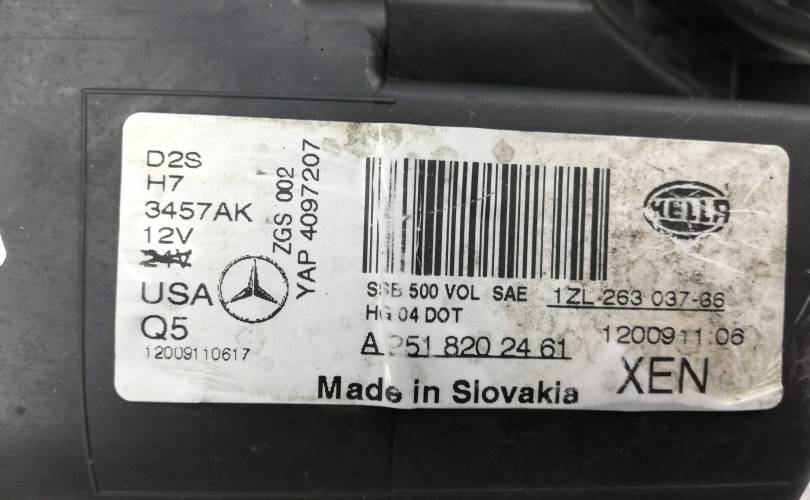 D2S
H7
3457AK
12V
24V
USA
Q5
12009110617
ZGS 002
YAP 4097207
HELLA
SSB 500 VOL SAE 1ZL 263 037-36
HG 04 DOT
A 251 820 24 61
1200911 06
XEN
Made in Slovakia